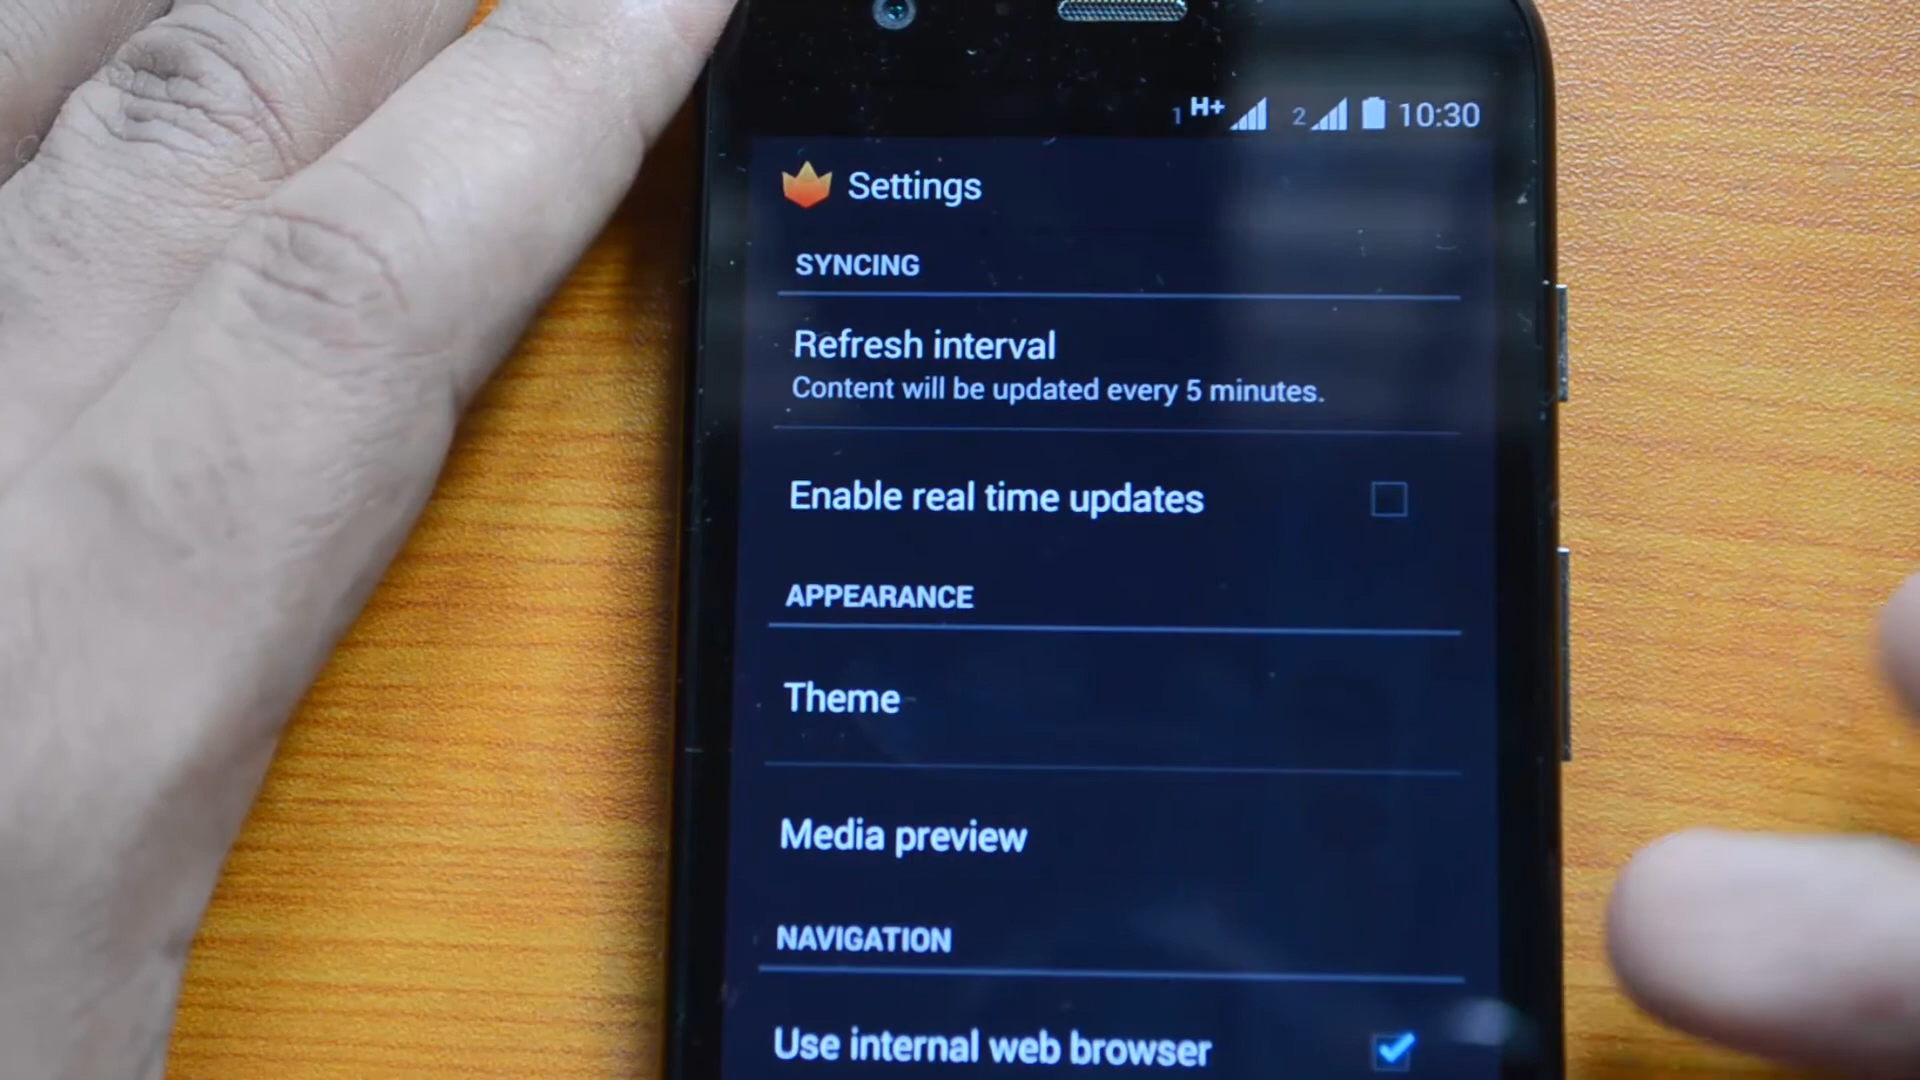 1 H+ 2 10:30
Settings
SYNCING
Refresh interval
Content will be updated every 5 minutes.
Enable real time updates
APPEARANCE
Theme
Media preview
NAVIGATION
Use internal web browser